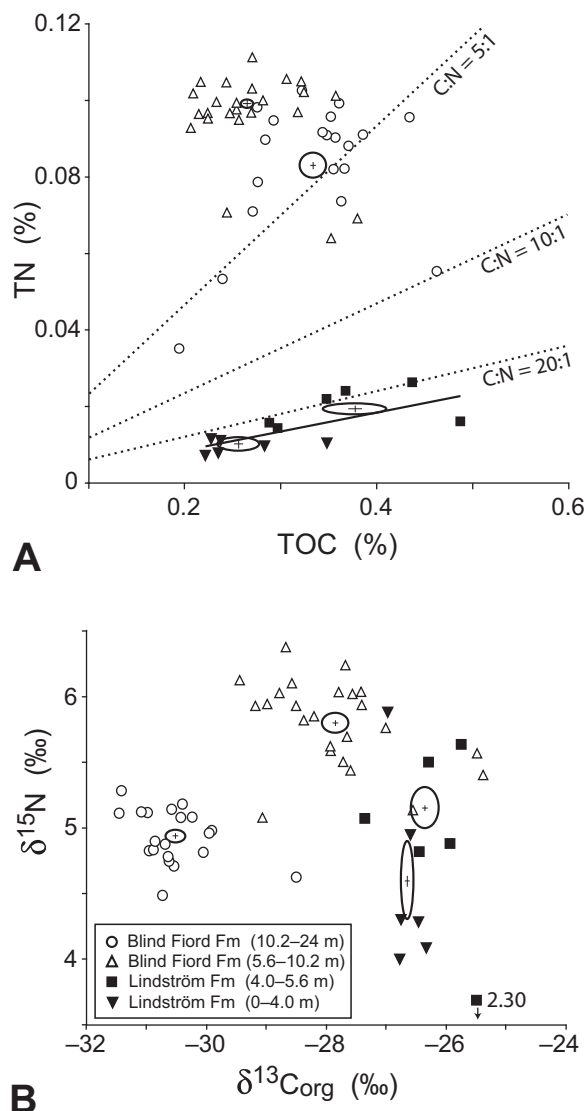 0.12
0.08
0.04
0
TN (%)
C:N = 5:1
C:N = 10:1
C:N = 20:1
0.2
0.4
0.6
TOC (%)
A
6
5
4
δ15N (‰)
2.30
Blind Fiord Fm (10.2–24 m)
Blind Fiord Fm (5.6–10.2 m)
Lindström Fm (4.0–5.6 m)
Lindström Fm (0–4.0 m)
–32
–30
–28
–26
–24
δ13Corg (‰)
B